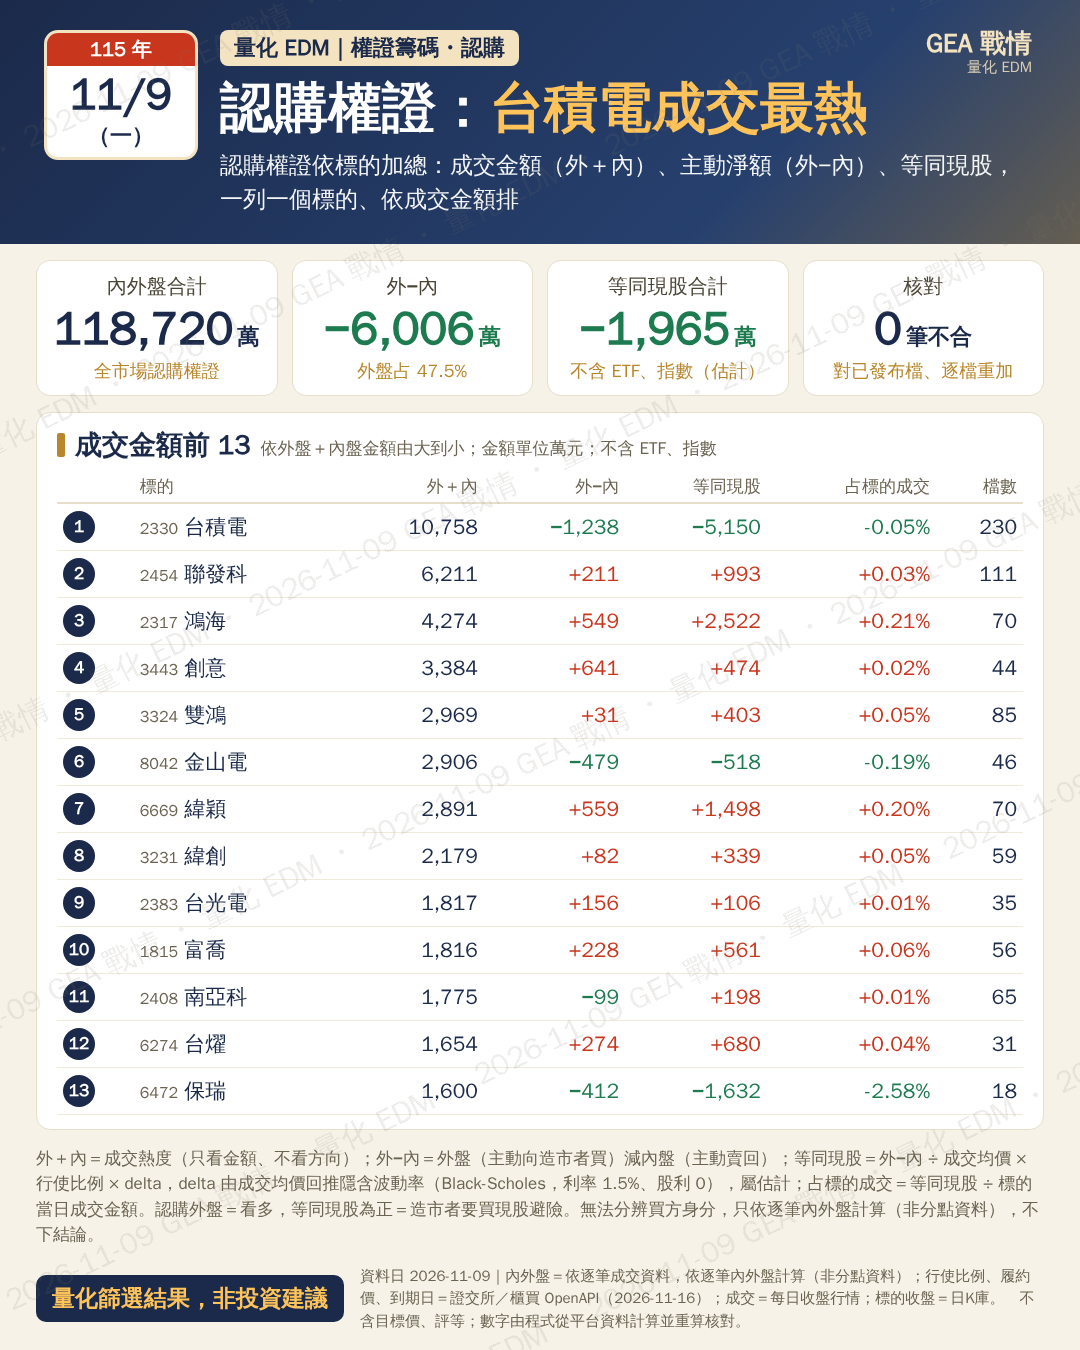 115 年
11/9
（一）
量化 EDM｜權證籌碼・認購
GEA 戰情
量化 EDM
認購權證：台積電成交最熱
認購權證依標的加總：成交金額（外＋內）、主動淨額（外−內）、等同現股，
一列一個標的、依成交金額排
內外盤合計
118,720 萬
全市場認購權證
外−內
−6,006 萬
外盤占 47.5%
等同現股合計
−1,965 萬
不含 ETF、指數（估計）
核對
0 筆不合
對已發布檔、逐檔重加
成交金額前 13 依外盤＋內盤金額由大到小；金額單位萬元；不含 ETF、指數
標的 外＋內 外−內 等同現股 占標的成交 檔數
1 2330 台積電 10,758 −1,238 −5,150 -0.05% 230
2 2454 聯發科 6,211 +211 +993 +0.03% 111
3 2317 鴻海 4,274 +549 +2,522 +0.21% 70
4 3443 創意 3,384 +641 +474 +0.02% 44
5 3324 雙鴻 2,969 +31 +403 +0.05% 85
6 8042 金山電 2,906 −479 −518 -0.19% 46
7 6669 緯穎 2,891 +559 +1,498 +0.20% 70
8 3231 緯創 2,179 +82 +339 +0.05% 59
9 2383 台光電 1,817 +156 +106 +0.01% 35
10 1815 富喬 1,816 +228 +561 +0.06% 56
11 2408 南亞科 1,775 −99 +198 +0.01% 65
12 6274 台燿 1,654 +274 +680 +0.04% 31
13 6472 保瑞 1,600 −412 −1,632 -2.58% 18
外＋內＝成交熱度（只看金額、不看方向）；外−內＝外盤（主動向造市者買）減內盤（主動賣回）；等同現股＝外−內 ÷ 成交均價 ×
行使比例 × delta，delta 由成交均價回推隱含波動率（Black-Scholes，利率 1.5%、股利 0），屬估計；占標的成交＝等同現股 ÷ 標的
當日成交金額。認購外盤＝看多，等同現股為正＝造市者要買現股避險。無法分辨買方身分，只依逐筆內外盤計算（非分點資料），不
下結論。
量化篩選結果，非投資建議
資料日 2026-11-09｜內外盤＝依逐筆成交資料，依逐筆內外盤計算（非分點資料）；行使比例、履約
價、到期日＝證交所／櫃買 OpenAPI（2026-11-16）；成交＝每日收盤行情；標的收盤＝日K庫。　不
含目標價、評等；數字由程式從平台資料計算並重算核對。